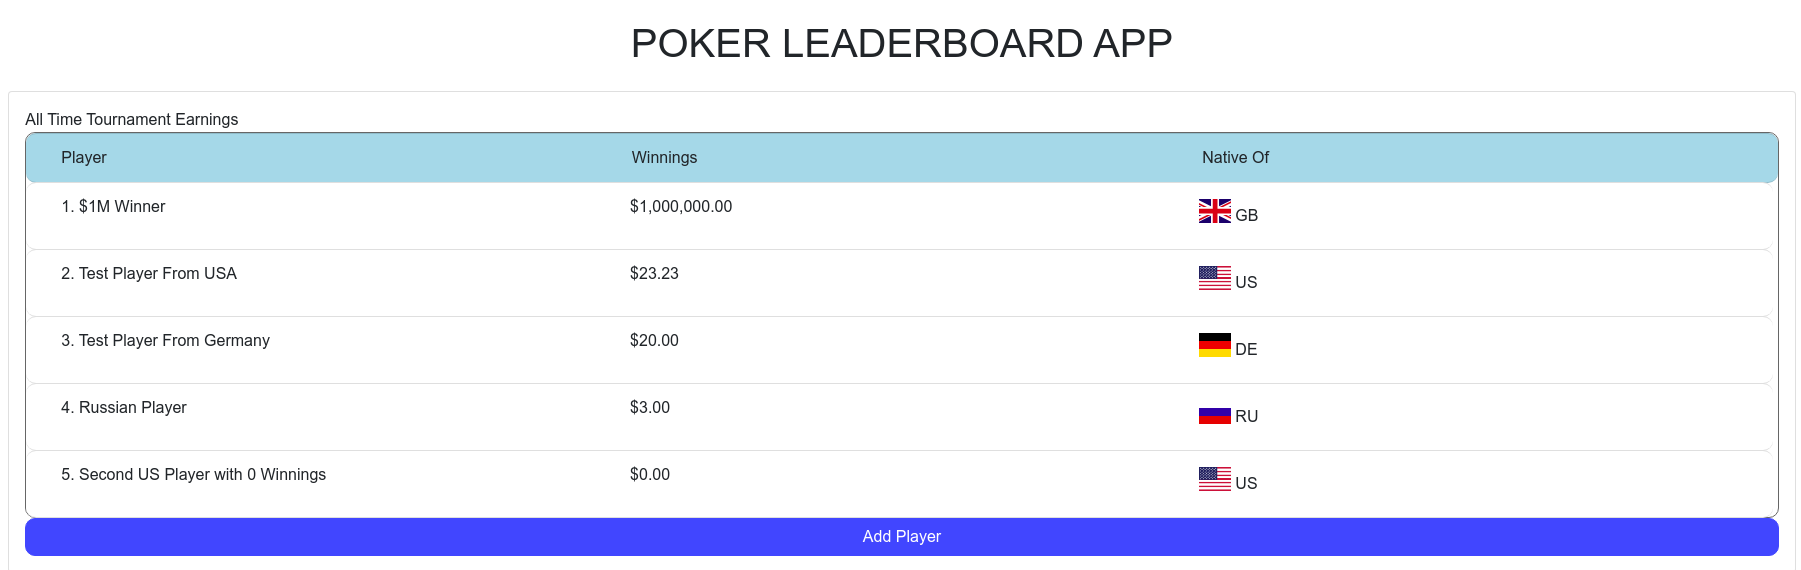 POKER LEADERBOARD APP
All Time Tournament Earnings
Player Winnings Native Of
1. $1M Winner $1,000,000.00 GB
2. Test Player From USA $23.23 US
3. Test Player From Germany $20.00 DE
4. Russian Player $3.00 RU
5. Second US Player with 0 Winnings $0.00 US
Add Player